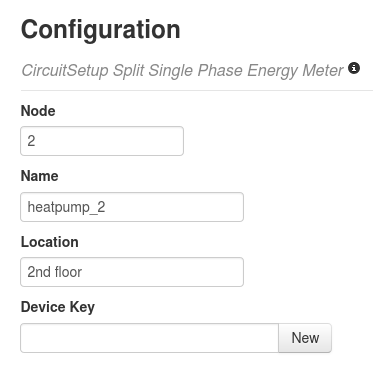 Configuration
CircuitSetup Split Single Phase Energy Meter
Node
2
Name
heatpump_2
Location
2nd floor
Device Key
New